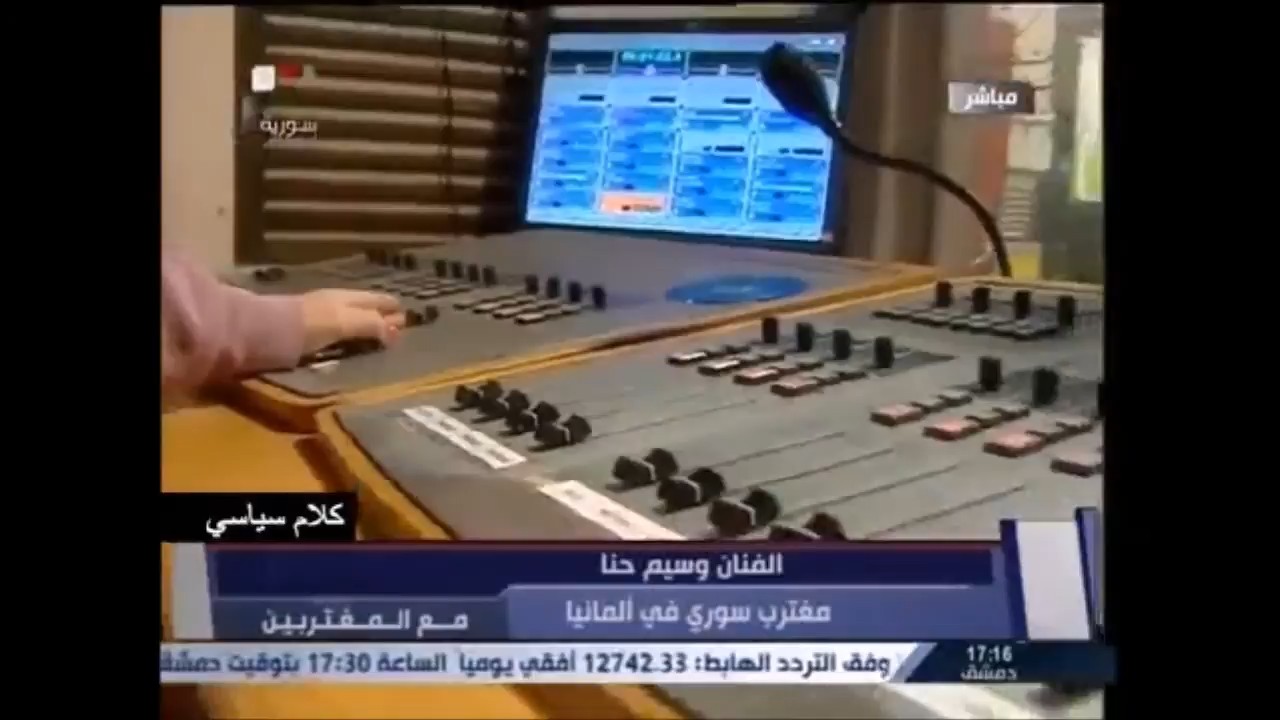 مباشر
سورية
كلام سياسي
الفنان وسيم حنا
مغترب سوري في ألمانيا
مع المغتربين
وفق التردد الهابط: 12742.33 أفقي يومياً الساعة 17:30 بتوقيت دمشق
17:16
دمشق